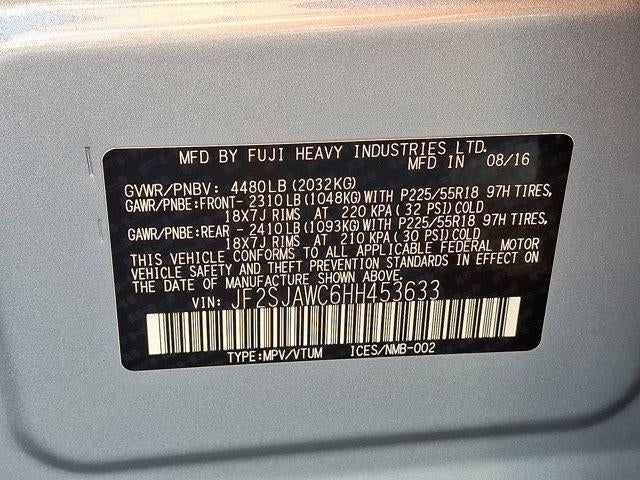 MFD BY FUJI HEAVY INDUSTRIES LTD.
MFD IN 08/16
GVWR/PNBV: 4480LB(2032KG)
GAWR/PNBE:FRONT- 2310LB(1048KG)WITH P225/55R18 97H TIRES,
18X7J RIMS AT 220 KPA( 32 PSI)COLD
GAWR/PNBE:REAR - 2410LB(1093KG)WITH P225/55R18 97H TIRES,
18X7J RIMS AT 210 KPA( 30 PSI)COLD
THIS VEHICLE CONFORMS TO ALL APPLICABLE FEDERAL MOTOR
VEHICLE SAFETY AND THEFT PREVENTION STANDARDS IN EFFECT ON
THE DATE OF MANUFACTURE SHOWN ABOVE.
VIN: JF2SJAWC6HH453633
TYPE:MPV/VTUM ICES/NMB-002